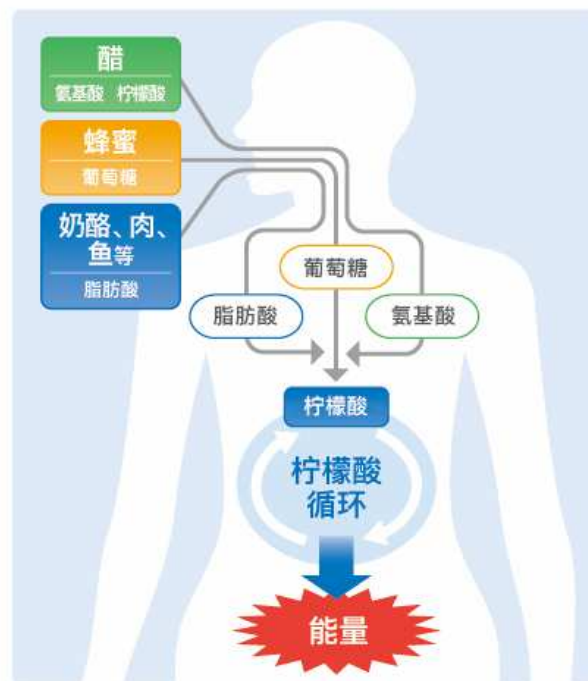 醋
氨基酸 柠檬酸
蜂蜜
葡萄糖
奶酪、肉、
鱼等
脂肪酸
葡萄糖
脂肪酸
氨基酸
柠檬酸
柠檬酸
循环
能量